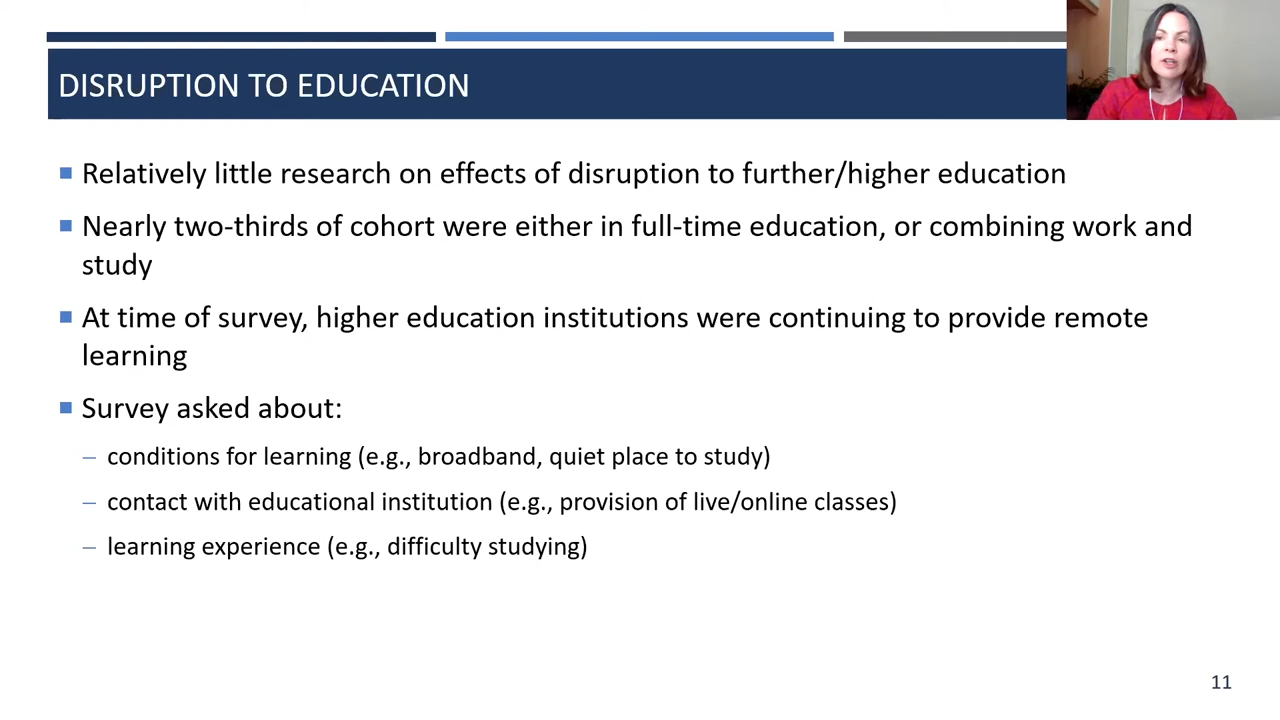 DISRUPTION TO EDUCATION
Relatively little research on effects of disruption to further/higher education
Nearly two-thirds of cohort were either in full-time education, or combining work and
study
At time of survey, higher education institutions were continuing to provide remote
learning
Survey asked about:
– conditions for learning (e.g., broadband, quiet place to study)
– contact with educational institution (e.g., provision of live/online classes)
– learning experience (e.g., difficulty studying)
11